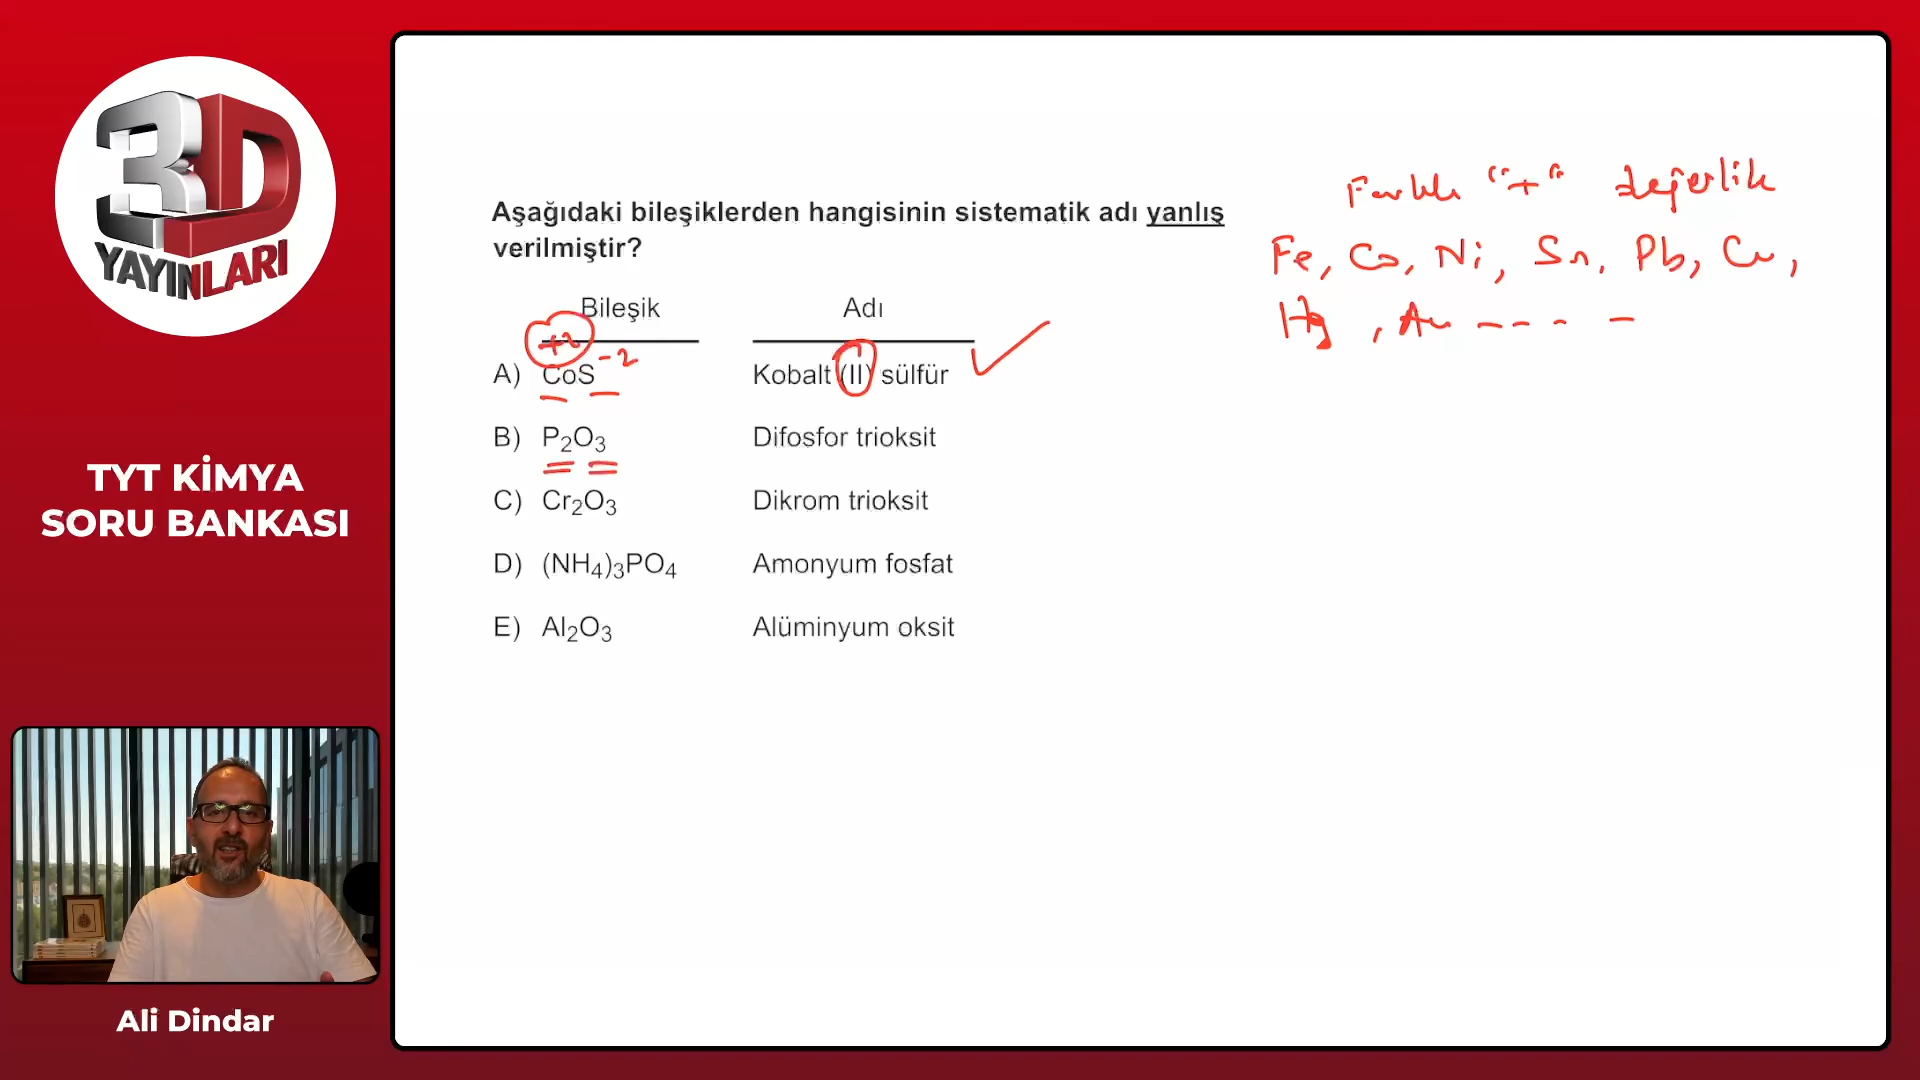 3D
YAYINLARI
TYT KİMYA
SORU BANKASI
Ali Dindar
Aşağıdaki bileşiklerden hangisinin sistematik adı yanlış
verilmiştir?
Bileşik Adı
+2 -2
A) CoS Kobalt (II) sülfür
B) P₂O₃ Difosfor trioksit
C) Cr₂O₃ Dikrom trioksit
D) (NH₄)₃PO₄ Amonyum fosfat
E) Al₂O₃ Alüminyum oksit
Farklı "+" değerlik
Fe, Co, Ni, Sn, Pb, Cu,
Hg, Au ---- -